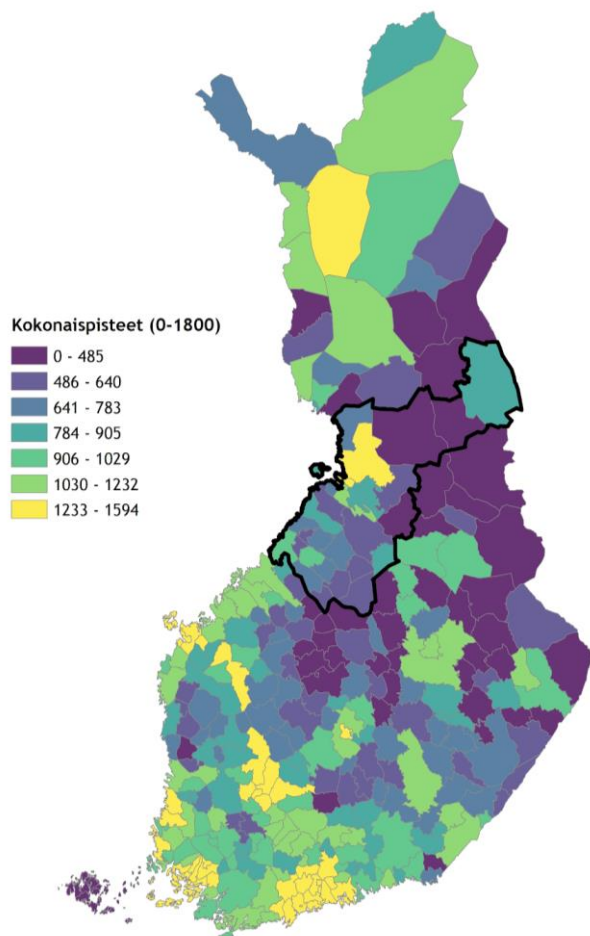 Kokonaispisteet (0-1800)
0 - 485
486 - 640
641 - 783
784 - 905
906 - 1029
1030 - 1232
1233 - 1594